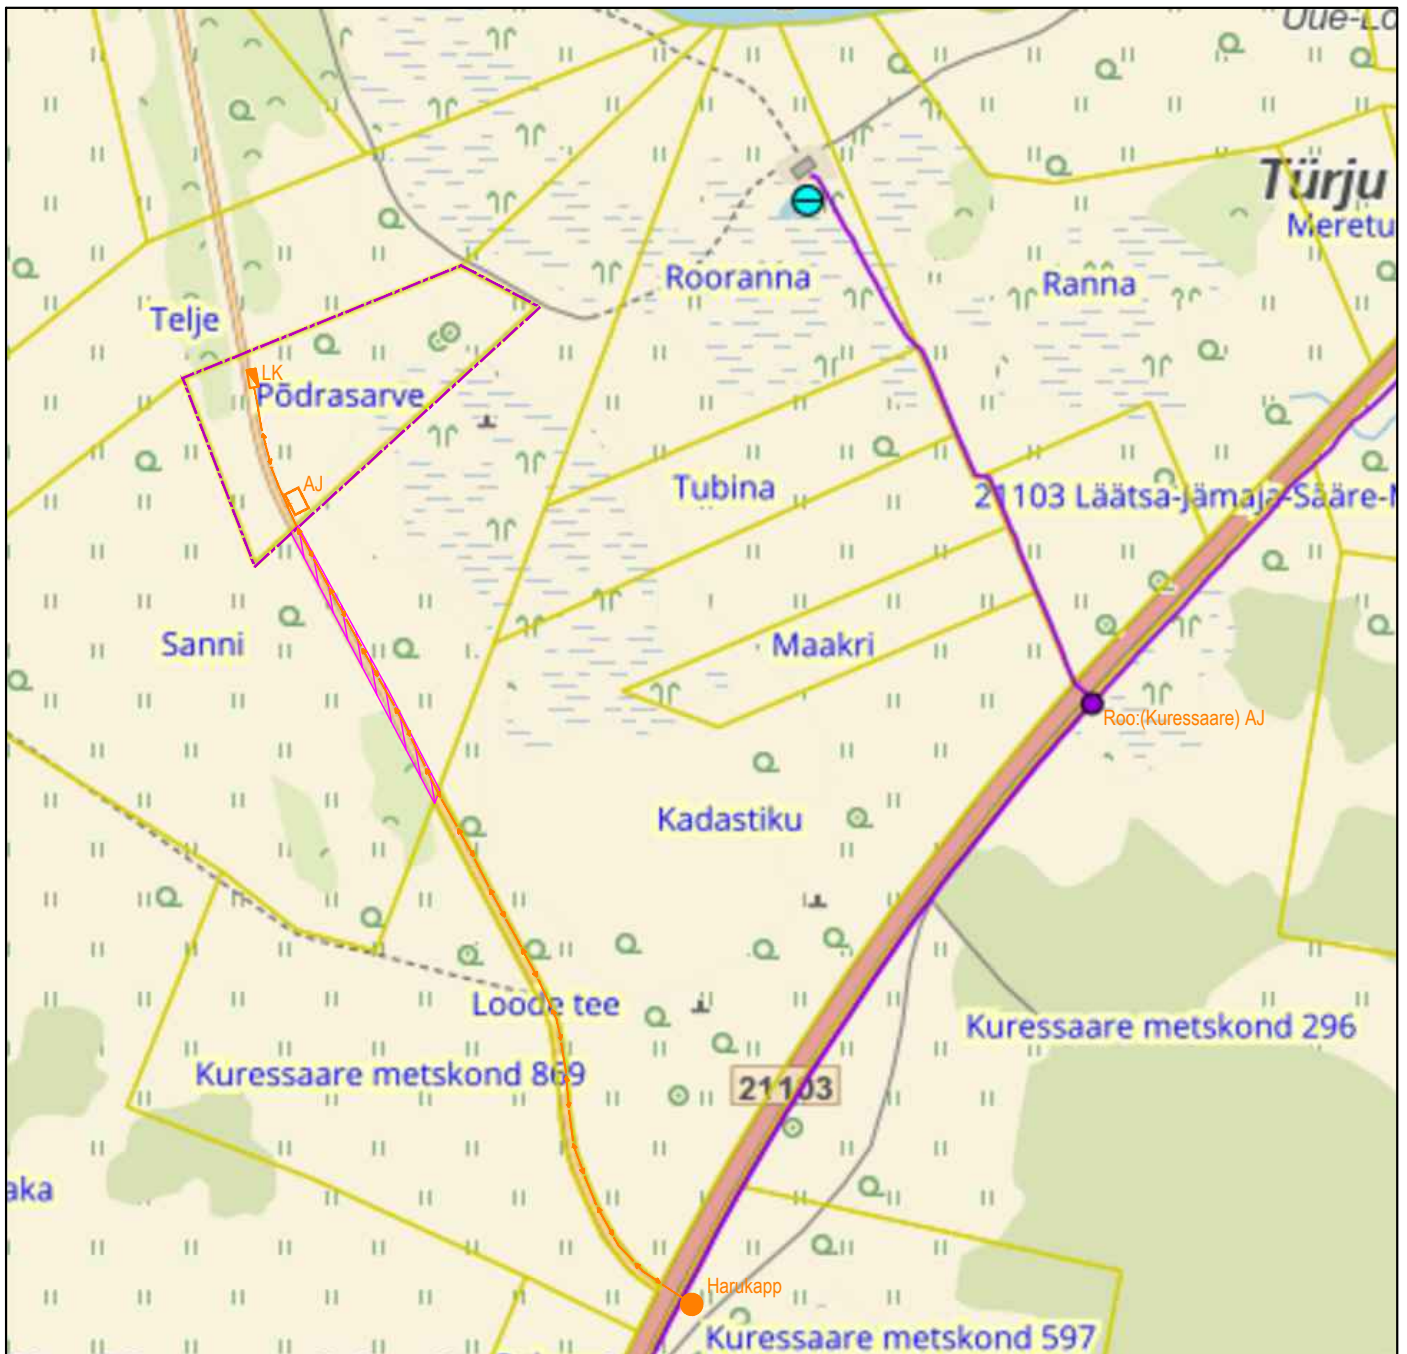 Türju
Meretu
Rooranna
Ranna
Telje
LK
Põdrasarve
AJ
Tubina
21103 Läätsa-Jämaja-Sääre-
Sanni
Maakri
Roo:(Kuressaare) AJ
Kadastiku
Loode tee
Kuressaare metskond 296
Kuressaare metskond 869
21103
aka
Harukapp
Kuressaare metskond 597